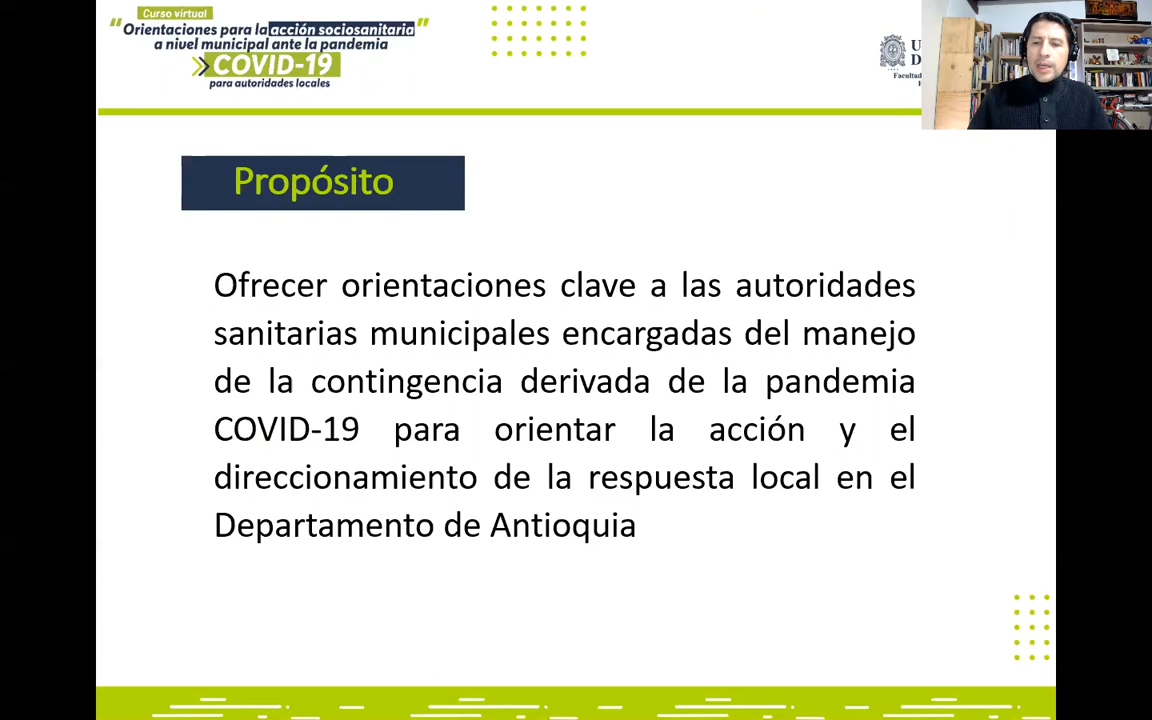 Curso virtual
“Orientaciones para la acción sociosanitaria”
a nivel municipal ante la pandemia
COVID-19
para autoridades locales
Propósito
Ofrecer orientaciones clave a las autoridades
sanitarias municipales encargadas del manejo
de la contingencia derivada de la pandemia
COVID-19 para orientar la acción y el
direccionamiento de la respuesta local en el
Departamento de Antioquia